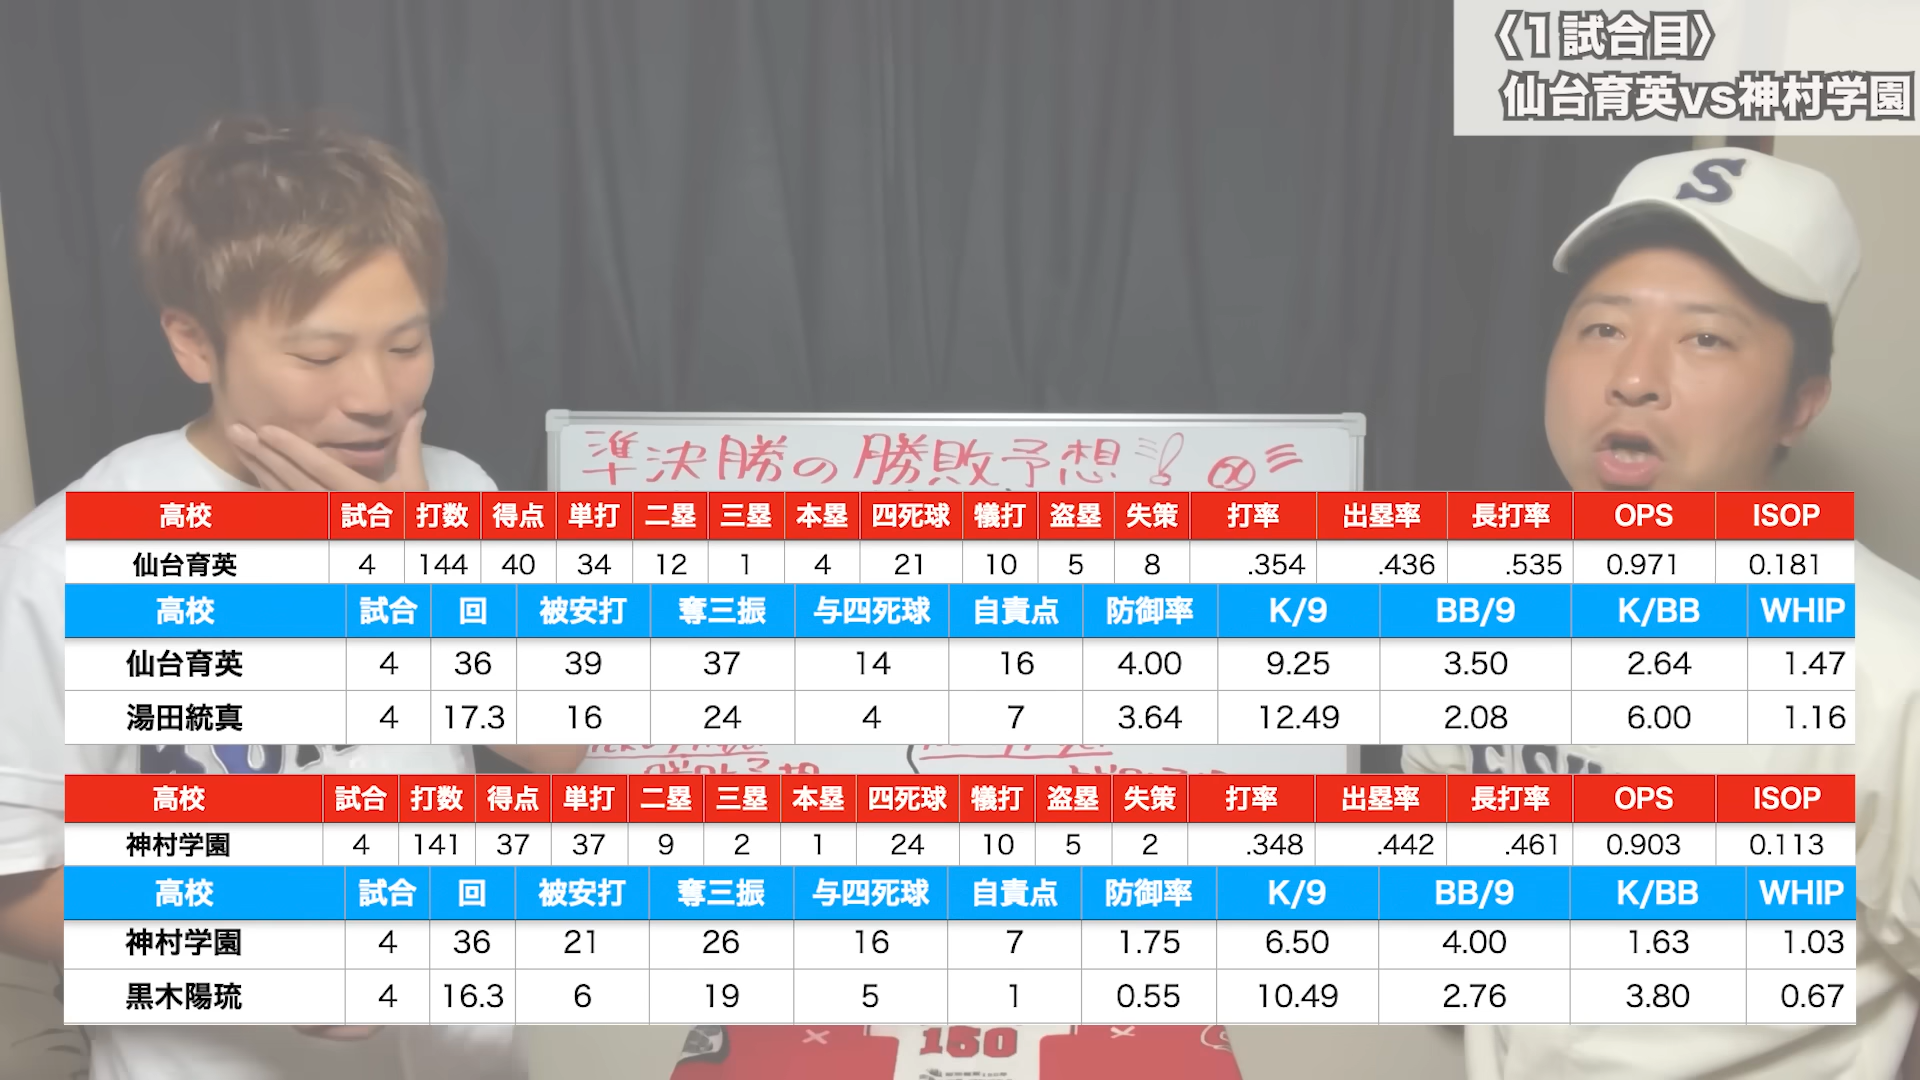 〈1試合目〉
仙台育英vs神村学園
S
準決勝の勝敗予想
高校 試合 打数 得点 単打 二塁 三塁 本塁 四死球 犠打 盗塁 失策 打率 出塁率 長打率 OPS ISOP
仙台育英 4 144 40 34 12 1 4 21 10 5 8 .354 .436 .535 0.971 0.181
高校 試合 回 被安打 奪三振 与四死球 自責点 防御率 K/9 BB/9 K/BB WHIP
仙台育英 4 36 39 37 14 16 4.00 9.25 3.50 2.64 1.47
湯田統真 4 17.3 16 24 4 7 3.64 12.49 2.08 6.00 1.16
高校 試合 打数 得点 単打 二塁 三塁 本塁 四死球 犠打 盗塁 失策 打率 出塁率 長打率 OPS ISOP
神村学園 4 141 37 37 9 2 1 24 10 5 2 .348 .442 .461 0.903 0.113
高校 試合 回 被安打 奪三振 与四死球 自責点 防御率 K/9 BB/9 K/BB WHIP
神村学園 4 36 21 26 16 7 1.75 6.50 4.00 1.63 1.03
黒木陽琉 4 16.3 6 19 5 1 0.55 10.49 2.76 3.80 0.67
150